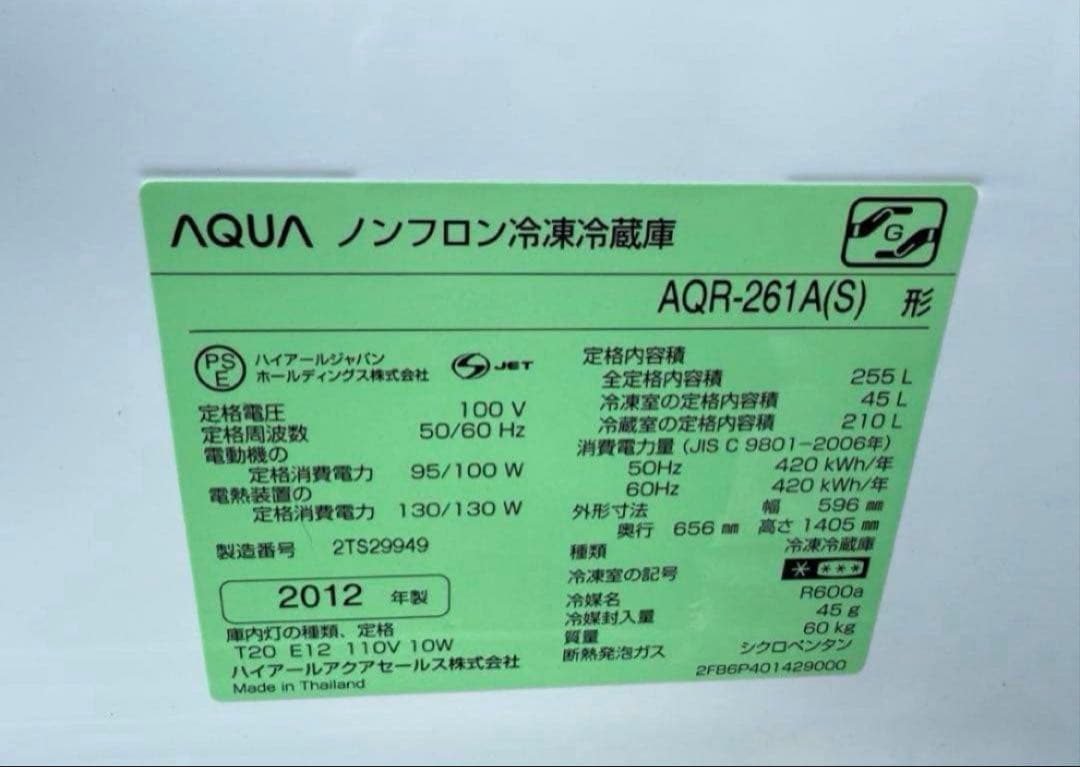 AQUA ノンフロン冷凍冷蔵庫
G
AQR-261A(S) 形
PS E ハイアールジャパン
ホールディングス株式会社
JET
定格電圧 100 V
定格周波数 50/60 Hz
電動機の
定格消費電力 95/100 W
電熱装置の
定格消費電力 130/130 W
製造番号 2TS29949
2012 年製
庫内灯の種類、定格
T20 E12 110V 10W
ハイアールアクアセールス株式会社
Made in Thailand
定格内容積
全定格内容積 255 L
冷凍室の定格内容積 45 L
冷蔵室の定格内容積 210 L
消費電力量 (JIS C 9801-2006年)
50Hz 420 kWh/年
60Hz 420 kWh/年
外形寸法 幅 596 ㎜
奥行 656 ㎜ 高さ 1405 ㎜
種類 冷凍冷蔵庫
冷凍室の記号 * ***
冷媒名 R600a
冷媒封入量 45 g
質量 60 kg
断熱発泡ガス シクロペンタン
2FB6P401429000